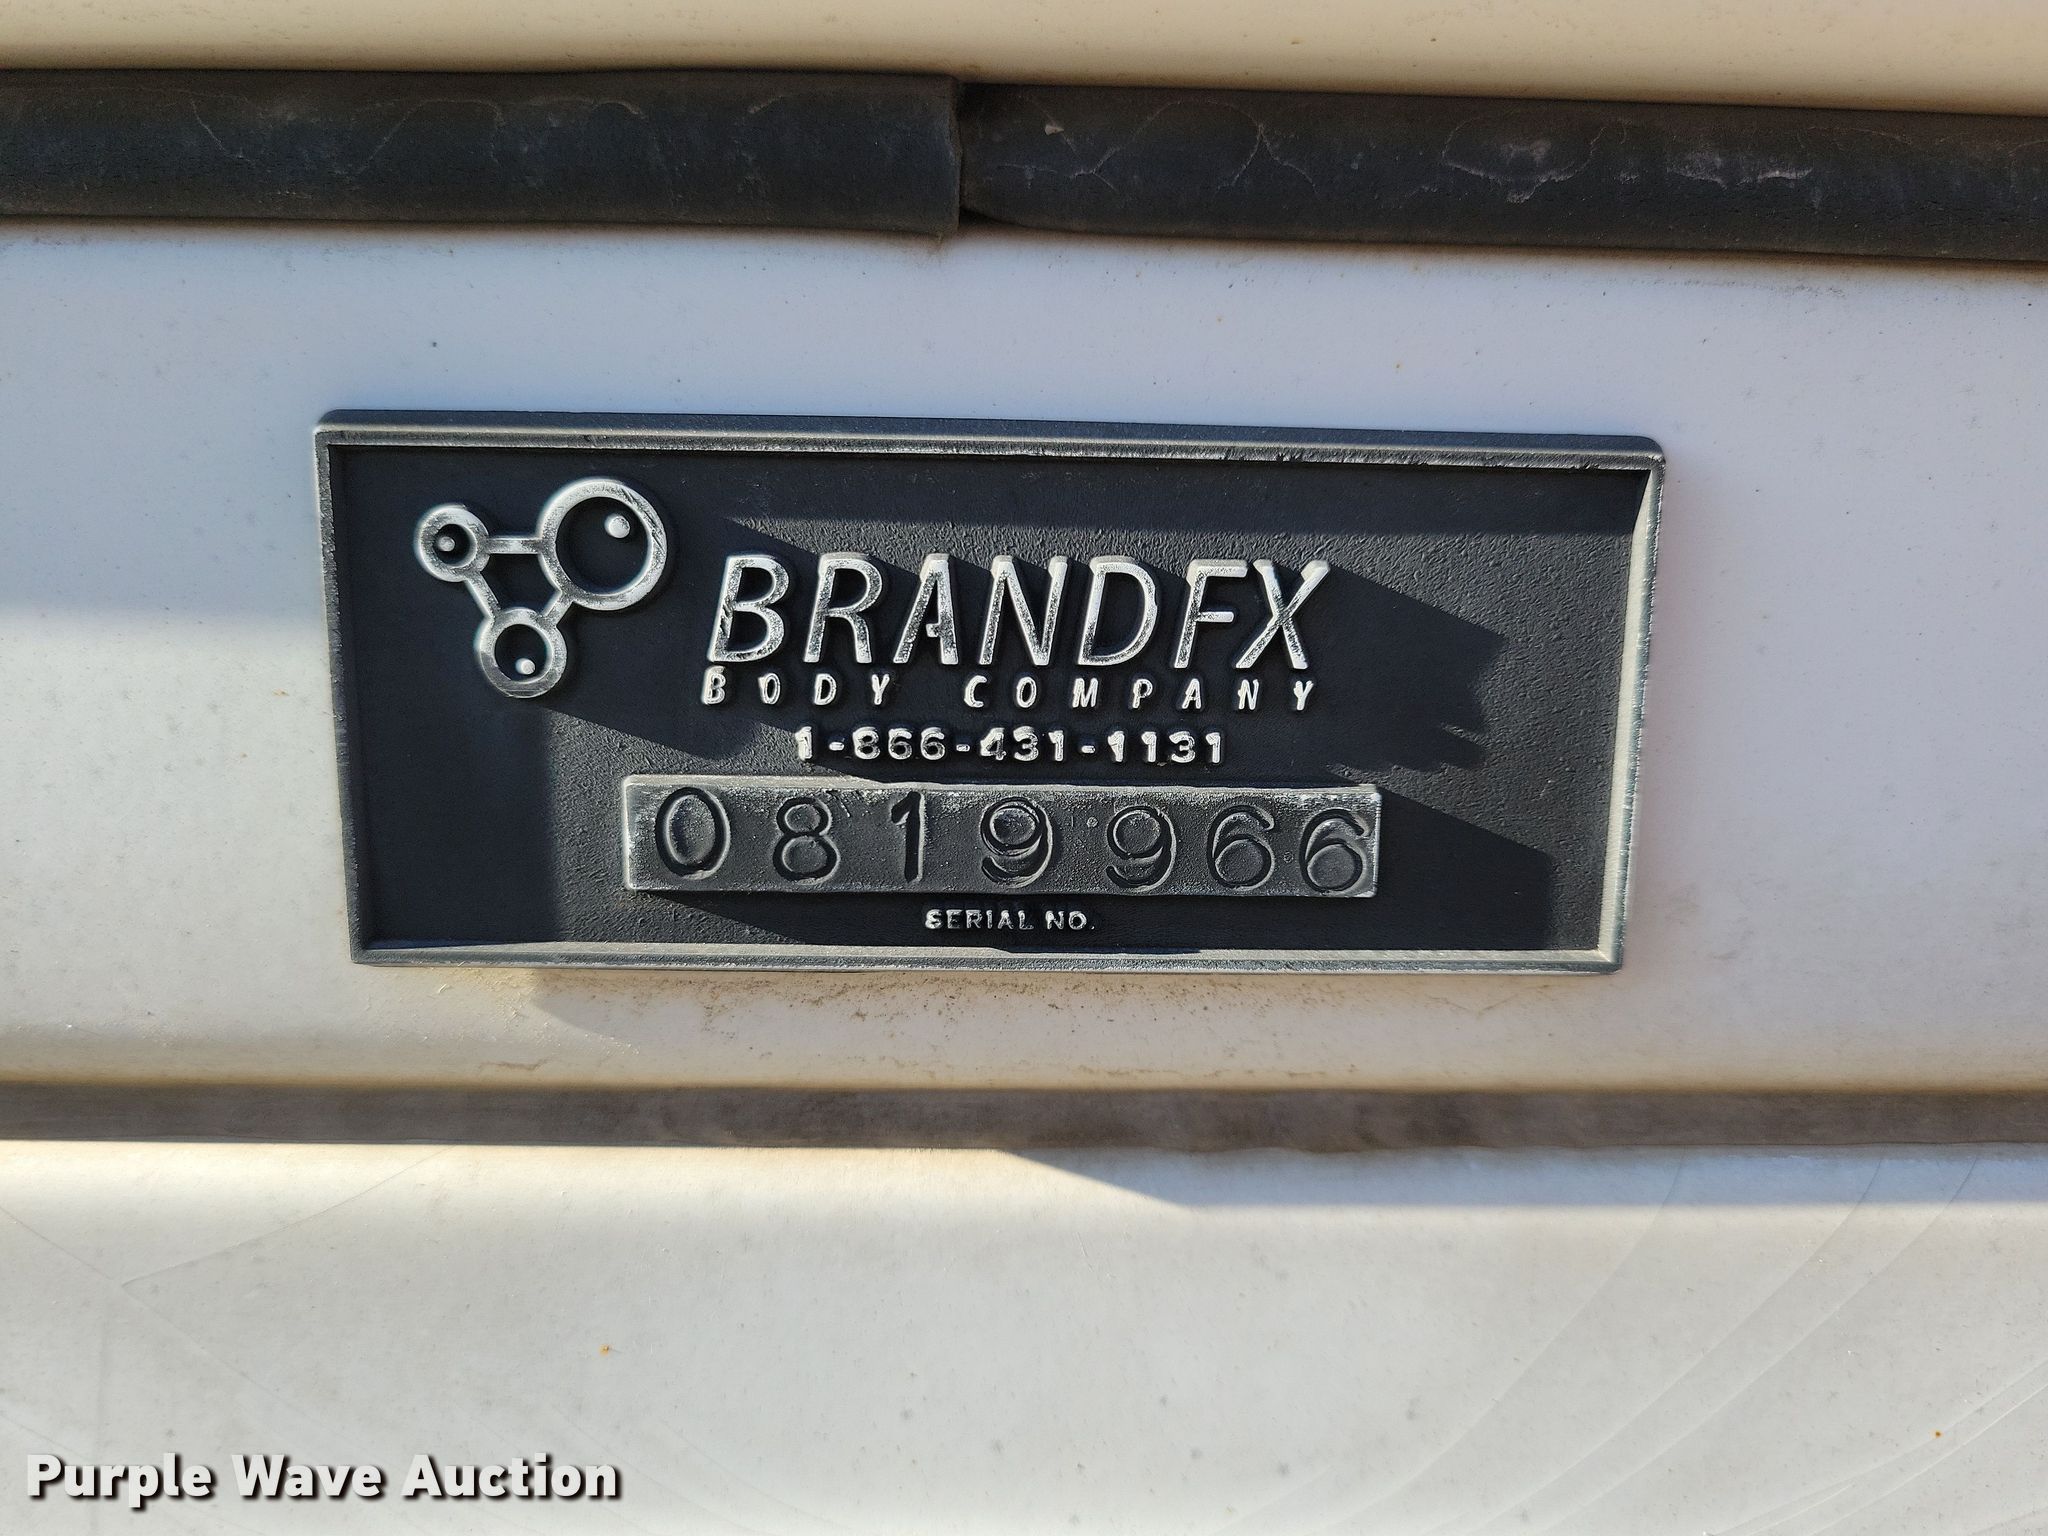 BRANDFX
BODY COMPANY
1-866-431-1131
0819966
SERIAL NO.
Purple Wave Auction